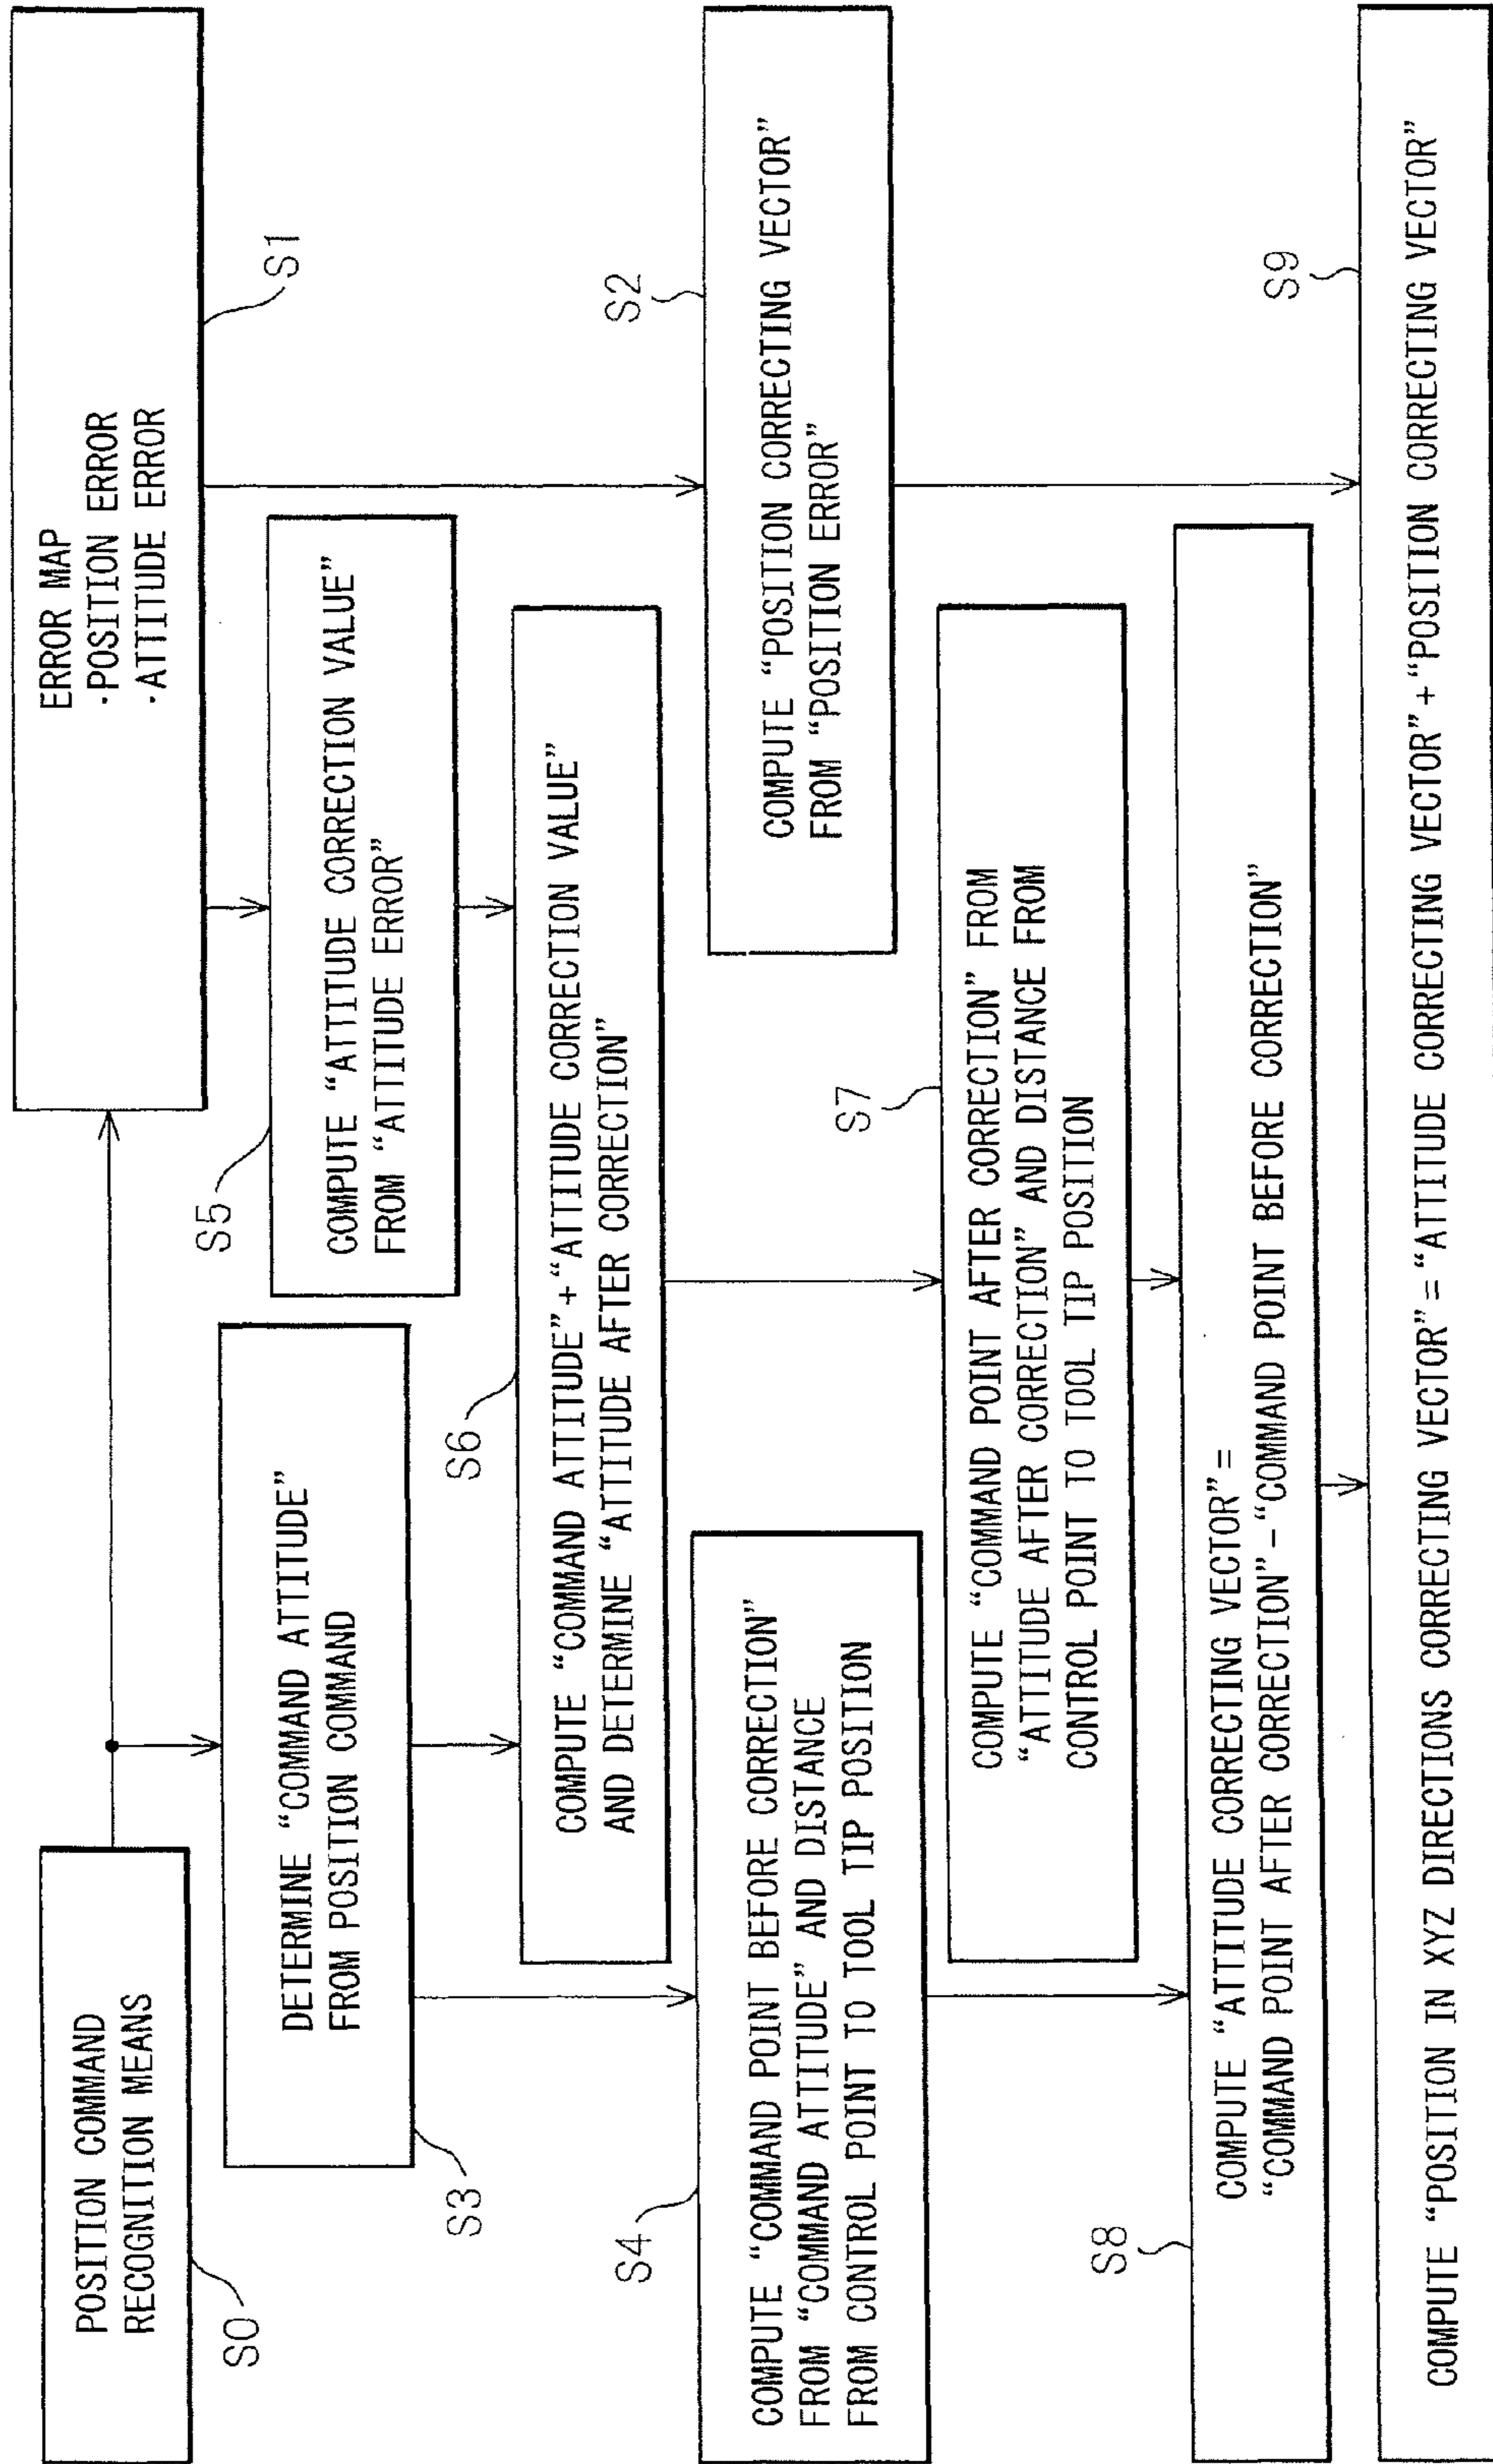 POSITION COMMAND
RECOGNITION MEANS
S0
ERROR MAP
·POSITION ERROR
·ATTITUDE ERROR
S1
DETERMINE “COMMAND ATTITUDE”
FROM POSITION COMMAND
S3
S5
COMPUTE “ATTITUDE CORRECTION VALUE”
FROM “ATTITUDE ERROR”
S6
COMPUTE “COMMAND ATTITUDE”+“ATTITUDE CORRECTION VALUE”
AND DETERMINE “ATTITUDE AFTER CORRECTION”
S4
COMPUTE “COMMAND POINT BEFORE CORRECTION”
FROM “COMMAND ATTITUDE” AND DISTANCE
FROM CONTROL POINT TO TOOL TIP POSITION
S2
COMPUTE “POSITION CORRECTING VECTOR”
FROM “POSITION ERROR”
S7
COMPUTE “COMMAND POINT AFTER CORRECTION” FROM
“ATTITUDE AFTER CORRECTION” AND DISTANCE FROM
CONTROL POINT TO TOOL TIP POSITION
S8
COMPUTE “ATTITUDE CORRECTING VECTOR”=
“COMMAND POINT AFTER CORRECTION”-“COMMAND POINT BEFORE CORRECTION”
S9
COMPUTE “POSITION IN XYZ DIRECTIONS CORRECTING VECTOR”=“ATTITUDE CORRECTING VECTOR”+“POSITION CORRECTING VECTOR”